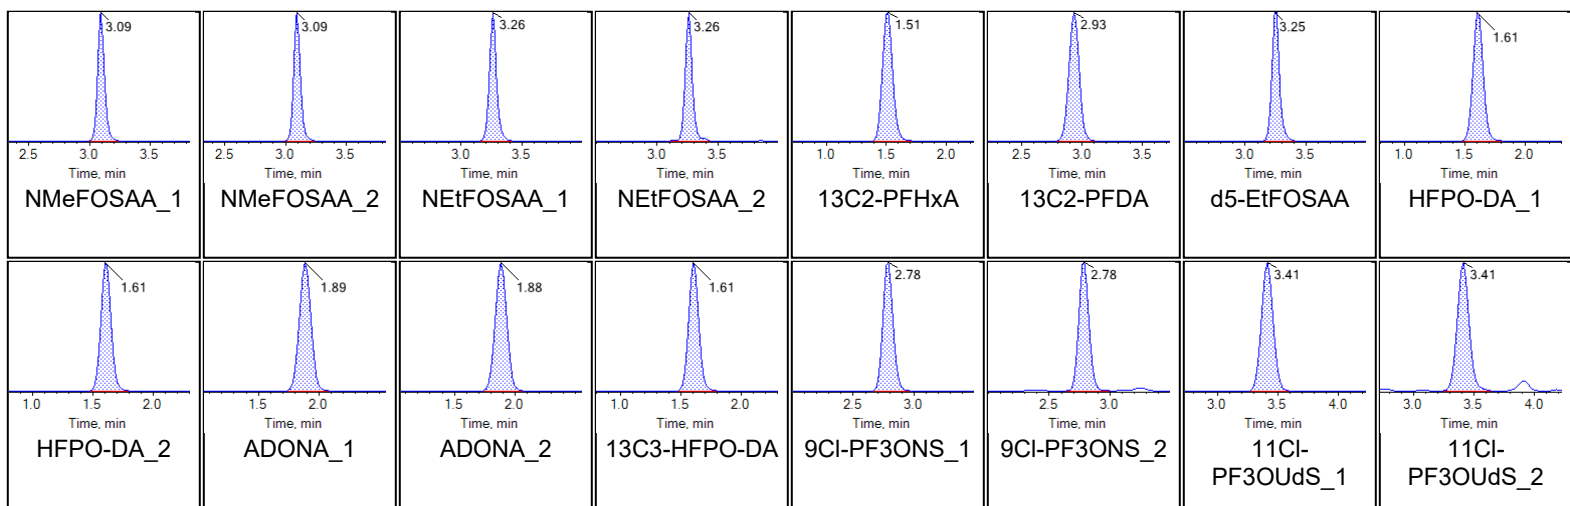 3.09
2.5 3.0 3.5
Time, min
NMeFOSAA_1
3.09
2.5 3.0 3.5
Time, min
NMeFOSAA_2
3.26
3.0 3.5
Time, min
NEtFOSAA_1
3.26
3.0 3.5
Time, min
NEtFOSAA_2
1.51
1.0 1.5 2.0
Time, min
13C2-PFHxA
2.93
2.5 3.0 3.5
Time, min
13C2-PFDA
3.25
3.0 3.5
Time, min
d5-EtFOSAA
1.61
1.0 1.5 2.0
Time, min
HFPO-DA_1
1.61
1.0 1.5 2.0
Time, min
HFPO-DA_2
1.89
1.5 2.0
Time, min
ADONA_1
1.88
1.5 2.0
Time, min
ADONA_2
1.61
1.0 1.5 2.0
Time, min
13C3-HFPO-DA
2.78
2.5 3.0
Time, min
9Cl-PF3ONS_1
2.78
2.5 3.0
Time, min
9Cl-PF3ONS_2
3.41
3.0 3.5 4.0
Time, min
11Cl-
PF3OUdS_1
3.41
3.0 3.5 4.0
Time, min
11Cl-
PF3OUdS_2